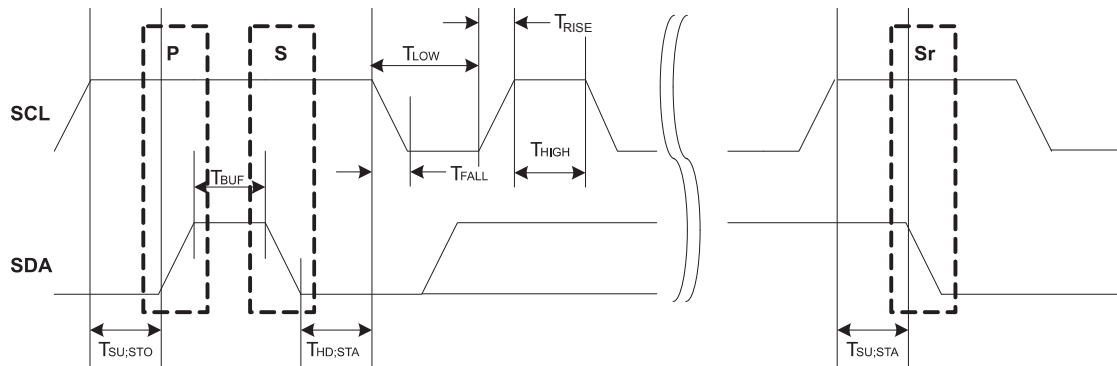 P
S
Sr
TRISE
TLOW
SCL
THIGH
TFALL
TBUF
SDA
TSU;STO
THD;STA
TSU;STA